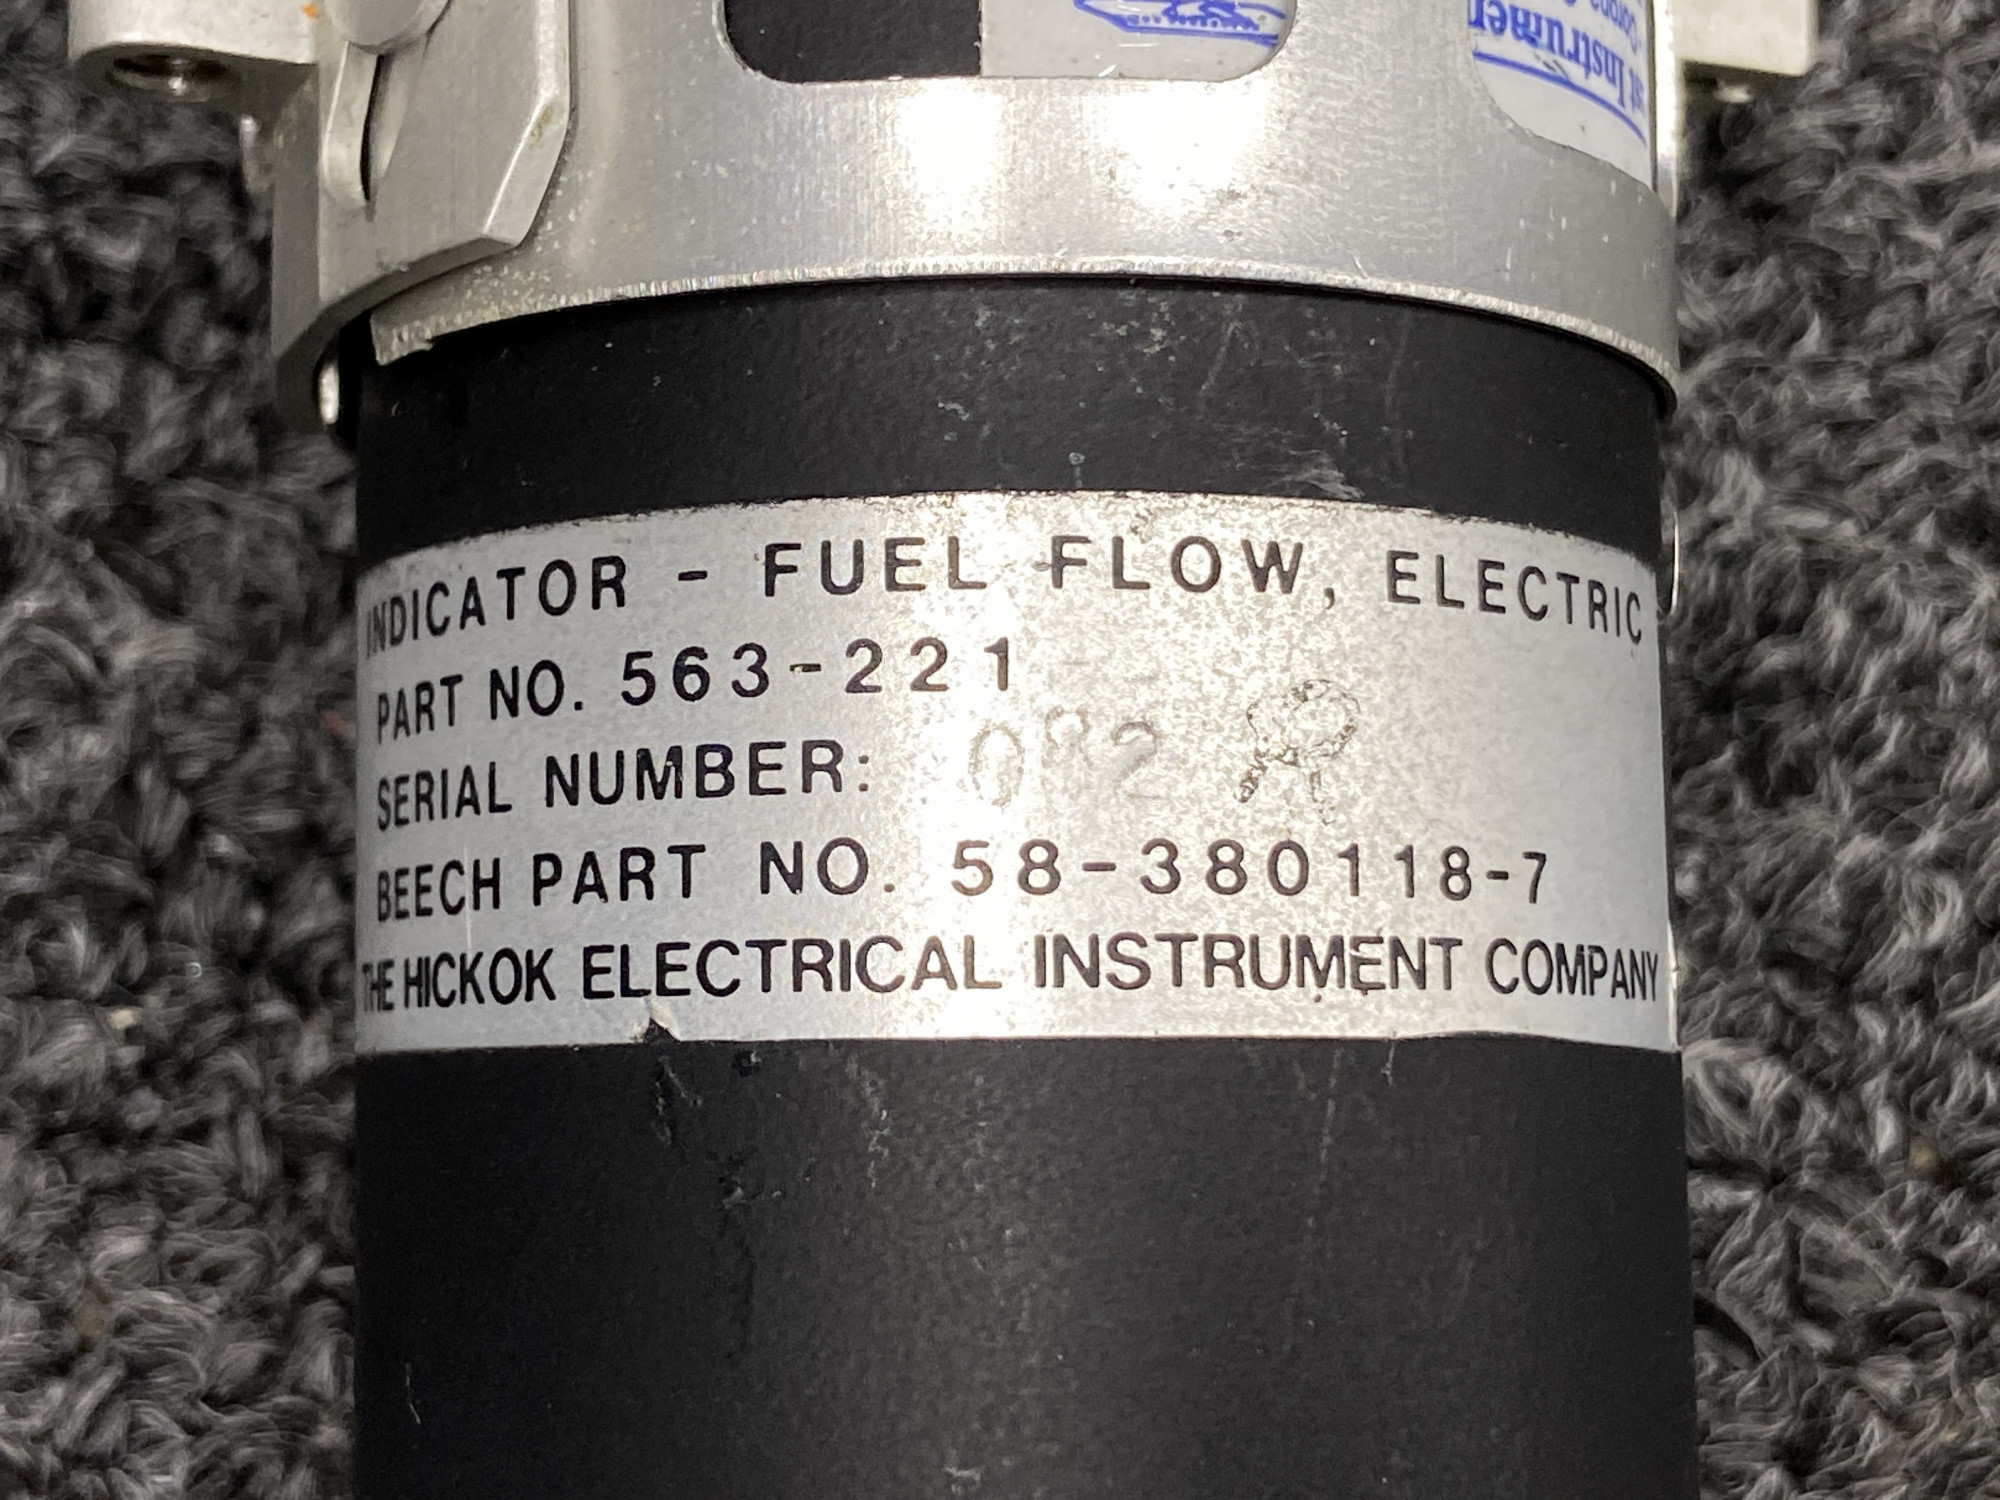 INDICATOR - FUEL FLOW, ELECTRIC
PART NO. 563-221
SERIAL NUMBER:
BEECH PART NO. 58-380118-7
THE HICKOK ELECTRICAL INSTRUMENT COMPANY